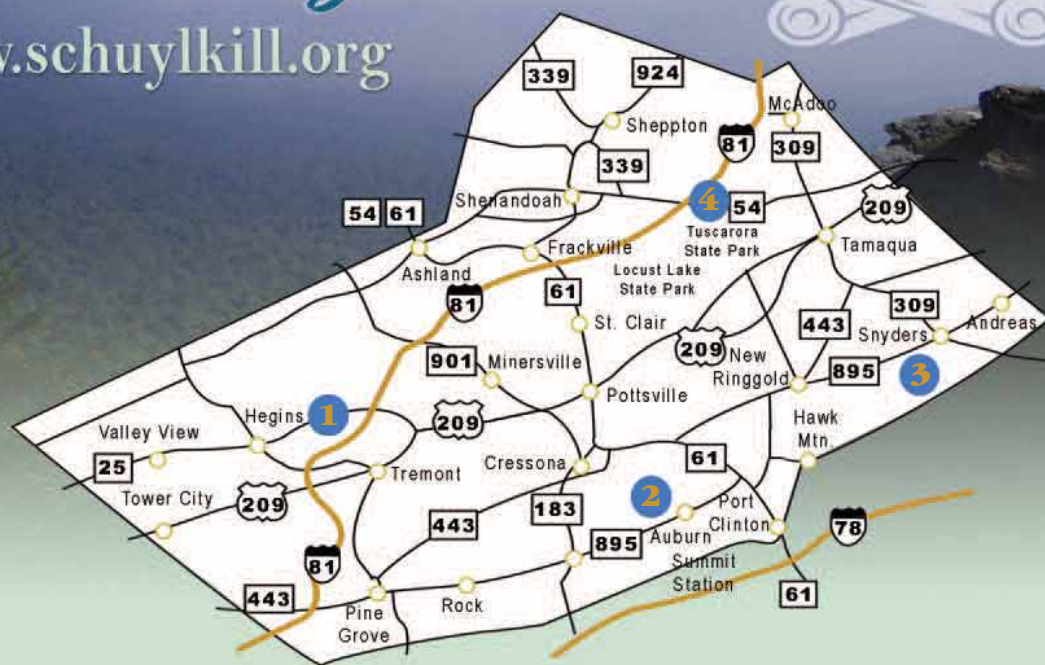 w.schuylkill.org
339
924
McAdoo
Sheppton
81
309
339
Shenandoah
4
54
209
54 61
Tuscarora
State Park
Tamaqua
Frackville
Ashland
Locust Lake
State Park
81
61
309
Andreas
St. Clair
443
Snyders
209
901
Minersville
New
Ringgold
895
3
Pottsville
Hegins
1
209
Hawk
Mtn.
Valley View
25
Tremont
Cressona
61
Tower City
209
2
183
Port
Clinton
443
78
895
Auburn
81
Summit
Station
61
443
Rock
Pine
Grove